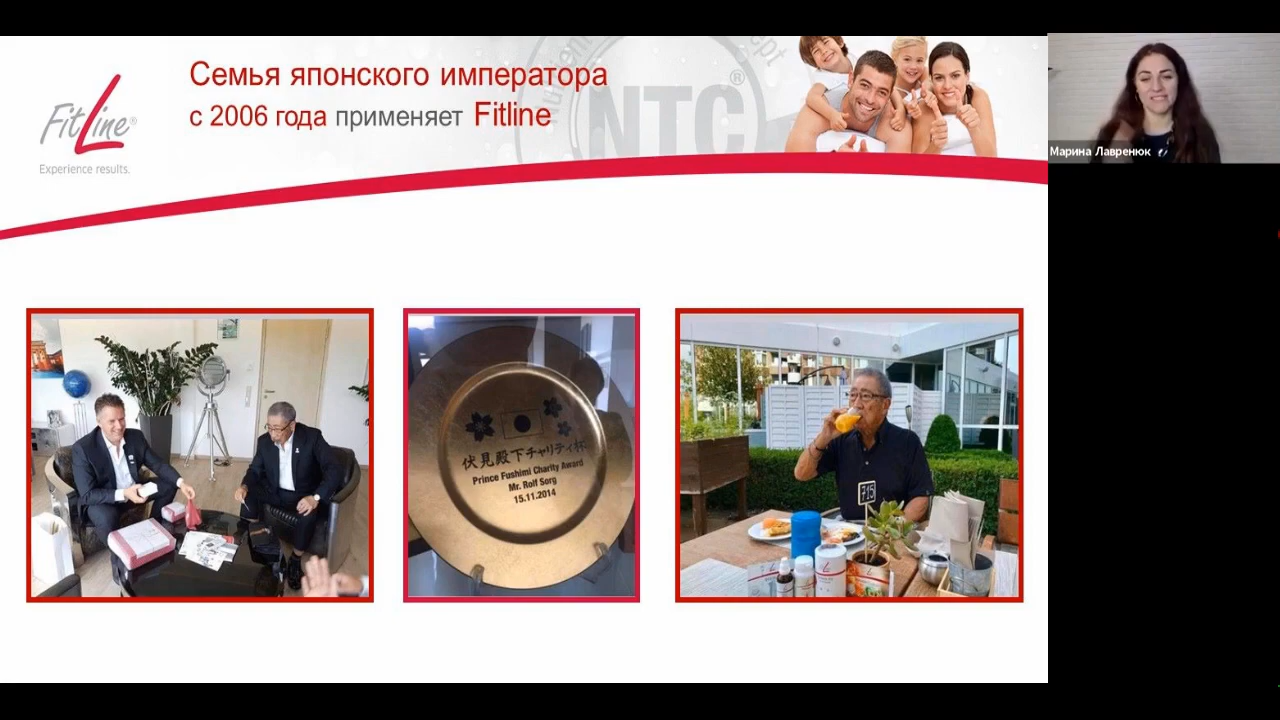 Семья японского императора
с 2006 года применяет Fitline
FitLine®
Experience results.
NTC®
Марина Лавренюк
伏見殿下チャリティ杯
Prince Fushimi Charity Award
Mr. Rolf Sorg
15.11.2014
715